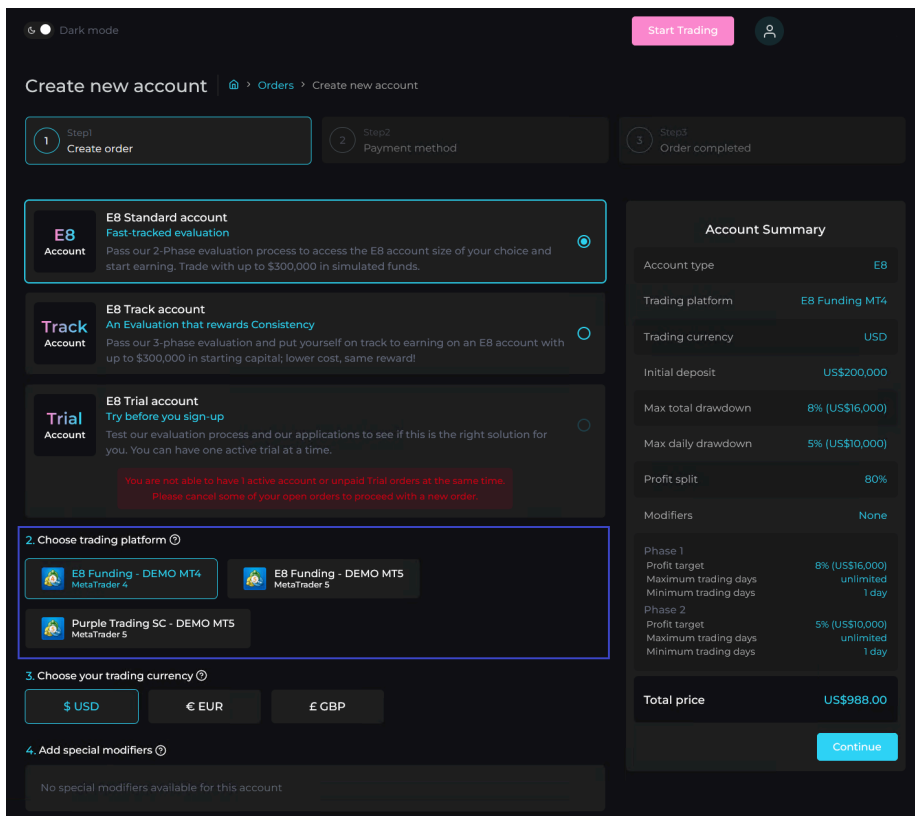 Dark mode
Start Trading
Create new account
Orders > Create new account
1
Step1
Create order
2
Step2
Payment method
3
Step3
Order completed
E8
Account
E8 Standard account
Fast-tracked evaluation
Pass our 2-Phase evaluation process to access the E8 account size of your choice and
start earning. Trade with up to $300,000 in simulated funds.
Track
Account
E8 Track account
An Evaluation that rewards Consistency
Pass our 3-phase evaluation and put yourself on track to earning on an E8 account with
up to $300,000 in starting capital; lower cost, same reward!
Trial
Account
E8 Trial account
Try before you sign-up
Test our evaluation process and our applications to see if this is the right solution for
you. You can have one active trial at a time.
You are not able to have 1 active account or unpaid Trial orders at the same time.
Please cancel some of your open orders to proceed with a new order.
2. Choose trading platform ?
E8 Funding - DEMO MT4
MetaTrader 4
E8 Funding - DEMO MT5
MetaTrader 5
Purple Trading SC - DEMO MT5
MetaTrader 5
3. Choose your trading currency ?
$ USD
€ EUR
£ GBP
4. Add special modifiers ?
No special modifiers available for this account
Account Summary
Account type E8
Trading platform E8 Funding MT4
Trading currency USD
Initial deposit US$200,000
Max total drawdown 8% (US$16,000)
Max daily drawdown 5% (US$10,000)
Profit split 80%
Modifiers None
Phase 1
Profit target 8% (US$16,000)
Maximum trading days unlimited
Minimum trading days 1 day
Phase 2
Profit target 5% (US$10,000)
Maximum trading days unlimited
Minimum trading days 1 day
Total price US$988.00
Continue